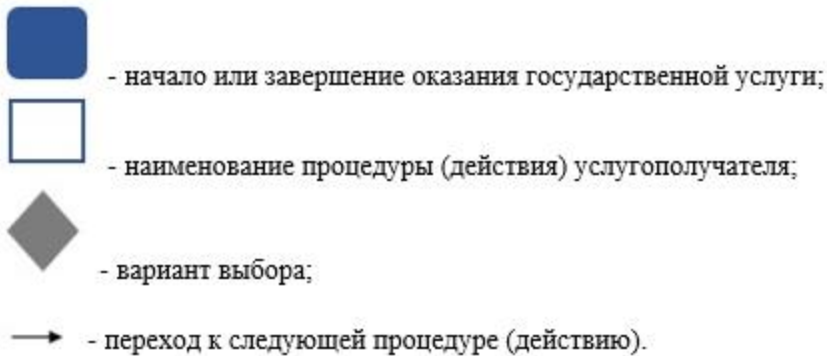 - начало или завершение оказания государственной услуги;
- наименование процедуры (действия) услугополучателя;
- вариант выбора;
- переход к следующей процедуре (действию).